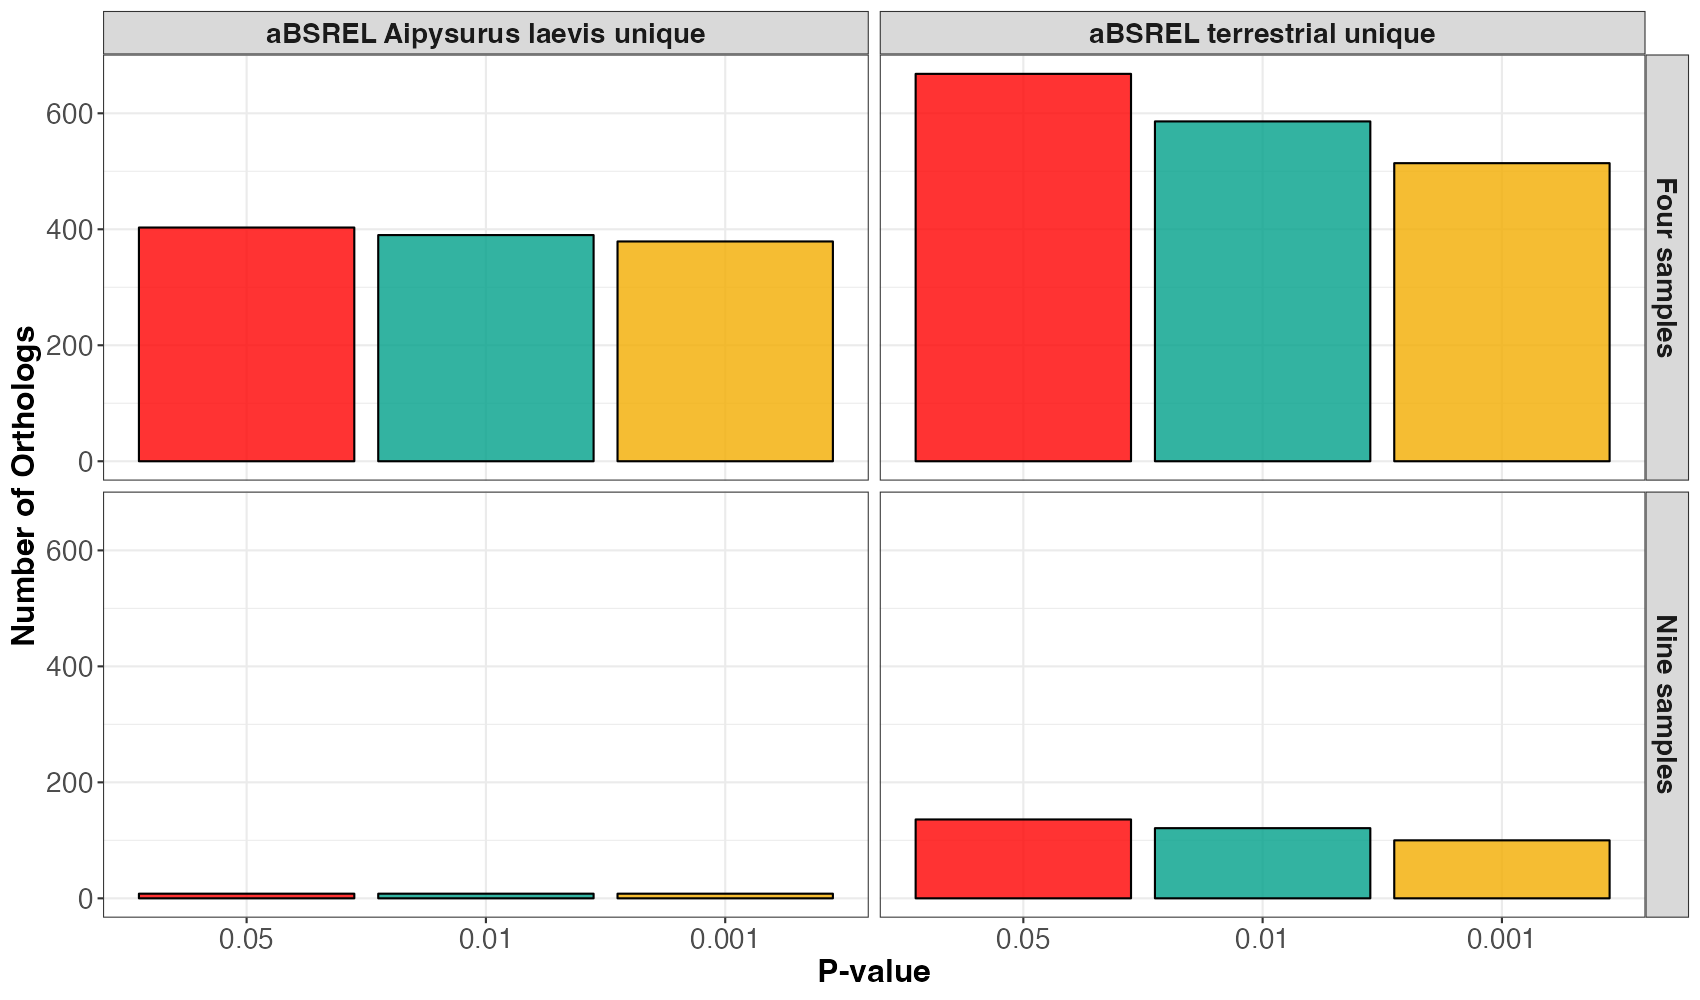 aBSREL Aipysurus laevis unique
aBSREL terrestrial unique
Number of Orthologs
600
400
200
0
Four samples
600
400
200
0
Nine samples
0.05
0.01
0.001
0.05
0.01
0.001
P-value